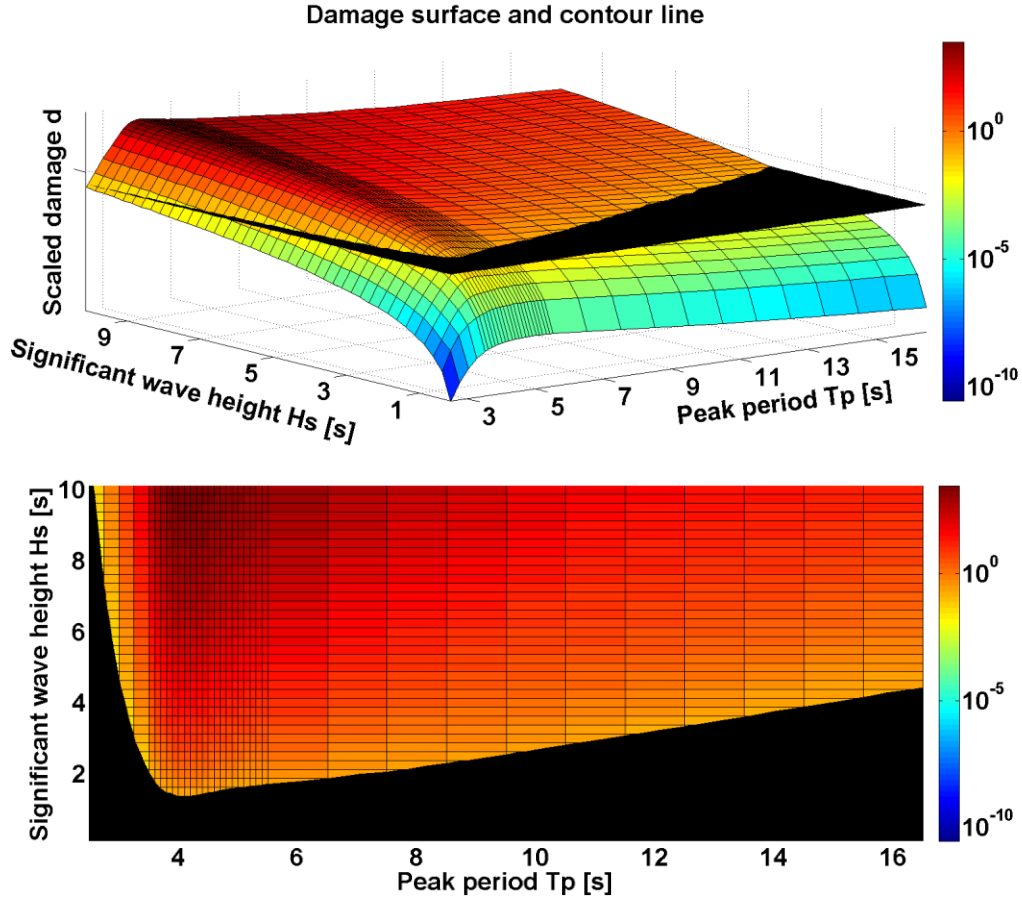 Damage surface and contour line
Scaled damage d
9 7 5 3 1
Significant wave height Hs [s]
3 5 7 9 11 13 15
Peak period Tp [s]
10^0
10^-5
10^-10
Significant wave height Hs [s]
10
8
6
4
2
4 6 8 10 12 14 16
Peak period Tp [s]
10^0
10^-5
10^-10